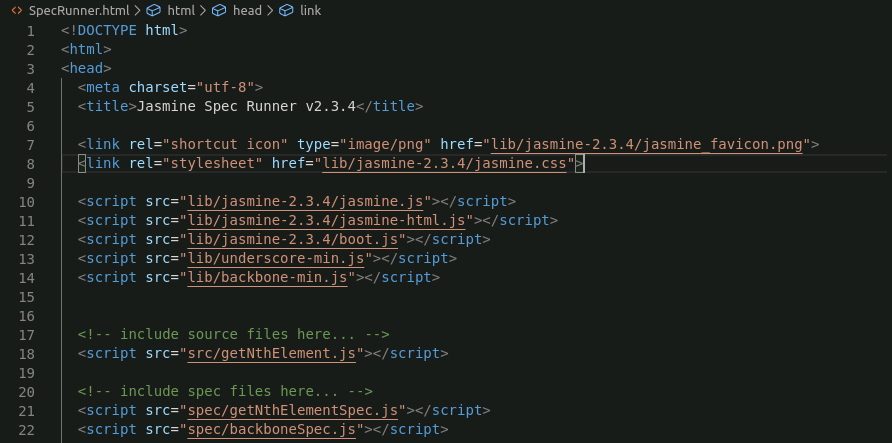 SpecRunner.html > html > head > link
1 <!DOCTYPE html>
2 <html>
3 <head>
4 <meta charset="utf-8">
5 <title>Jasmine Spec Runner v2.3.4</title>
6
7 <link rel="shortcut icon" type="image/png" href="lib/jasmine-2.3.4/jasmine_favicon.png">
8 <link rel="stylesheet" href="lib/jasmine-2.3.4/jasmine.css">
9
10 <script src="lib/jasmine-2.3.4/jasmine.js"></script>
11 <script src="lib/jasmine-2.3.4/jasmine-html.js"></script>
12 <script src="lib/jasmine-2.3.4/boot.js"></script>
13 <script src="lib/underscore-min.js"></script>
14 <script src="lib/backbone-min.js"></script>
15
16
17 <!-- include source files here... -->
18 <script src="src/getNthElement.js"></script>
19
20 <!-- include spec files here... -->
21 <script src="spec/getNthElementSpec.js"></script>
22 <script src="spec/backboneSpec.js"></script>